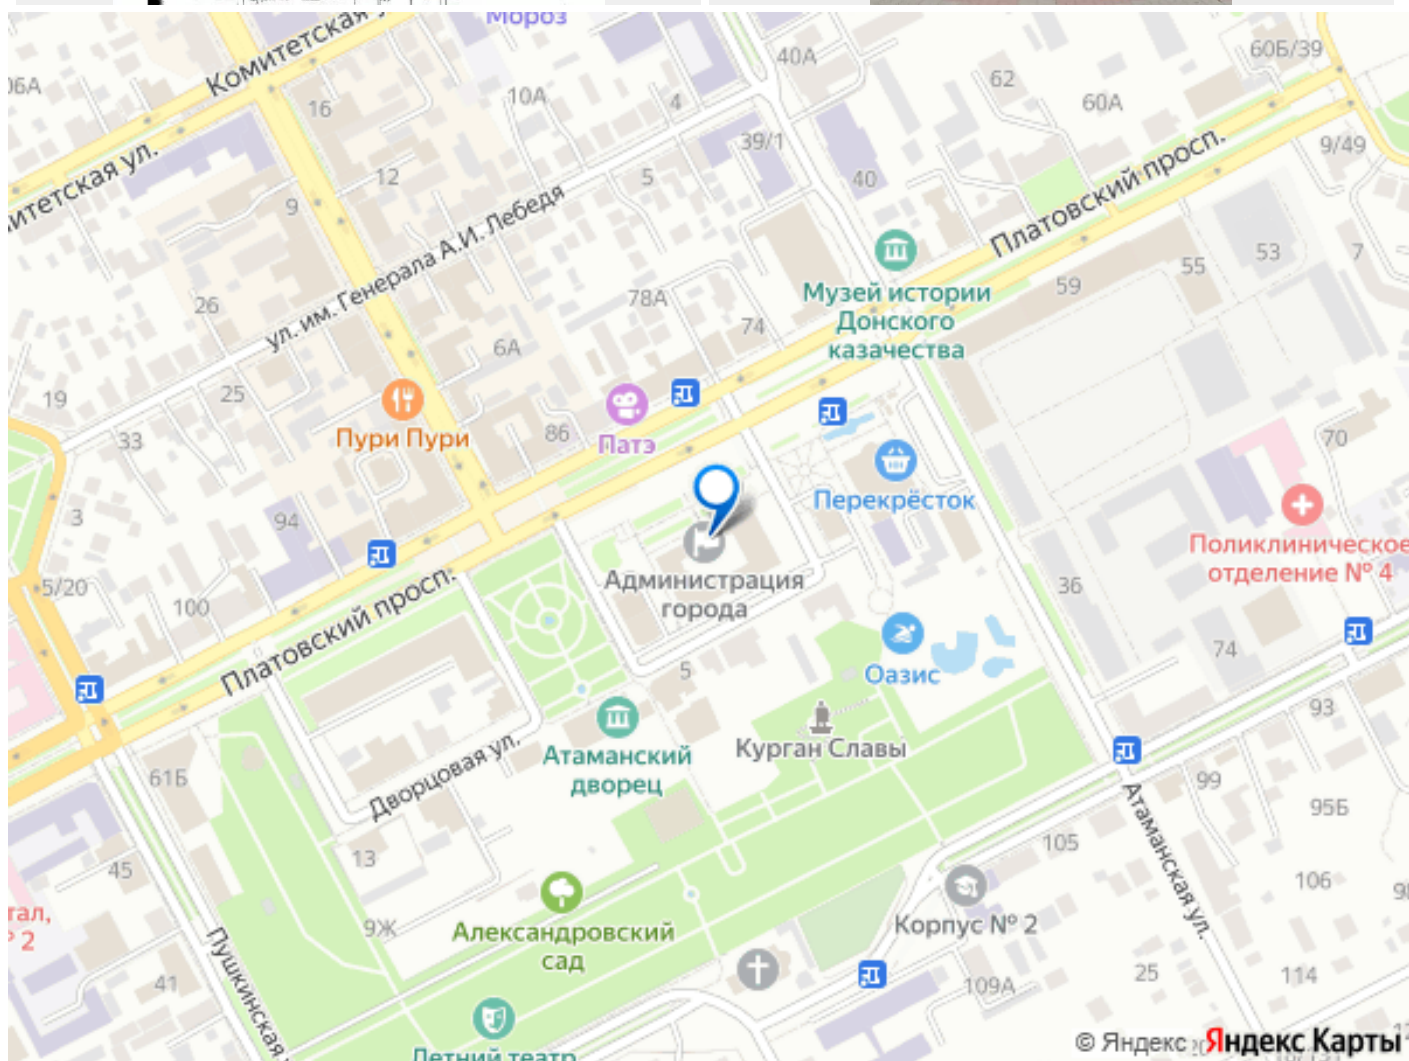 Мороз
Комитетская у
40А
60Б/39
06А
62
16
10А
4
60А
39/1
9/49
итетская ул.
12
5
40
Платовский просп.
9
ул. им. Генерала А.И. Лебедя
55
53
7
26
78А
59
Музей истории
Донского
казачества
74
6А
19
25
33
Пури Пури
86
Патэ
70
Перекрёсток
3
94
Поликлиническое
отделение № 4
Администрация
города
5/20
100
36
Платовский просп.
74
5
Оазис
93
Атаманский
дворец
Курган Славы
61Б
Дворцовая ул.
99
95Б
Атаманская ул.
13
105
45
106
9
тал,
2
9Ж
Александровский
сад
Корпус № 2
Пушкинская
41
109А
25
114
Летний театр
© Яндекс
Яндекс Карты